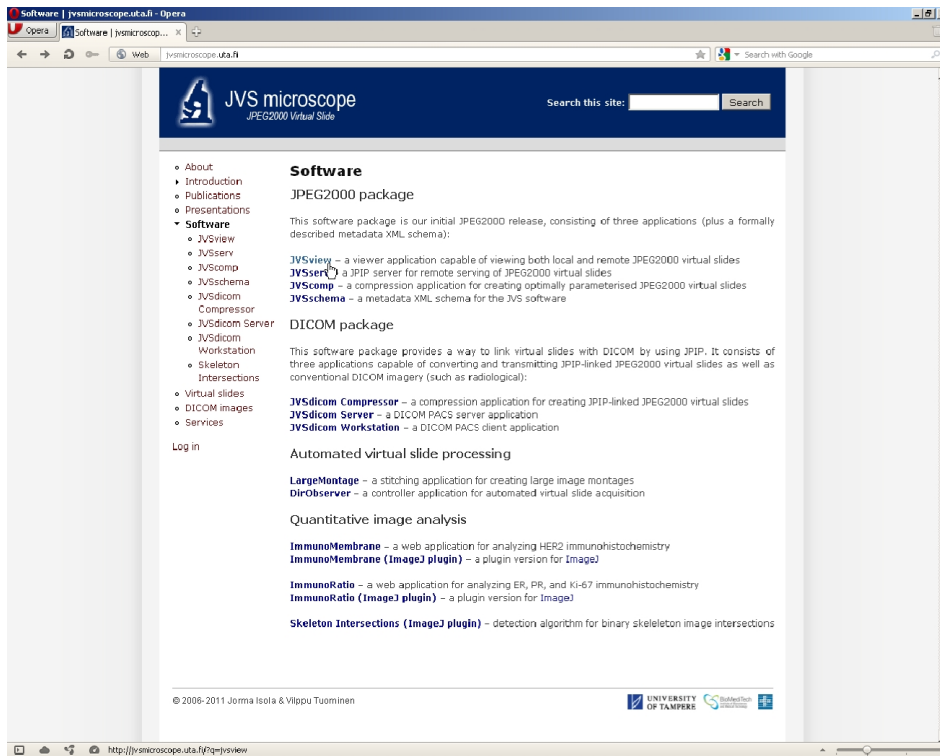 Software | jvsmicroscope.uta.fi - Opera
Opera
Software | jvsmicroscop...
Web
jvsmicroscope.uta.fi
Search with Google
JVS microscope
JPEG2000 Virtual Slide
Search this site:
Search
About
Introduction
Publications
Presentations
Software
JVSview
JVSserv
JVScomp
JVSschema
JVSdicom
Compressor
JVSdicom Server
JVSdicom
Workstation
Skeleton
Intersections
Virtual slides
DICOM images
Services
Log in
Software
JPEG2000 package
This software package is our initial JPEG2000 release, consisting of three applications (plus a formally
described metadata XML schema):
JVSview – a viewer application capable of viewing both local and remote JPEG2000 virtual slides
JVSserv a JPIP server for remote serving of JPEG2000 virtual slides
JVScomp – a compression application for creating optimally parameterised JPEG2000 virtual slides
JVSschema – a metadata XML schema for the JVS software
DICOM package
This software package provides a way to link virtual slides with DICOM by using JPIP. It consists of
three applications capable of converting and transmitting JPIP-linked JPEG2000 virtual slides as well as
conventional DICOM imagery (such as radiological):
JVSdicom Compressor – a compression application for creating JPIP-linked JPEG2000 virtual slides
JVSdicom Server – a DICOM PACS server application
JVSdicom Workstation – a DICOM PACS client application
Automated virtual slide processing
LargeMontage – a stitching application for creating large image montages
DirObserver – a controller application for automated virtual slide acquisition
Quantitative image analysis
ImmunoMembrane – a web application for analyzing HER2 immunohistochemistry
ImmunoMembrane (ImageJ plugin) – a plugin version for ImageJ
ImmunoRatio – a web application for analyzing ER, PR, and Ki-67 immunohistochemistry
ImmunoRatio (ImageJ plugin) – a plugin version for ImageJ
Skeleton Intersections (ImageJ plugin) – detection algorithm for binary skeleleton image intersections
© 2006-2011 Jorma Isola & Vilppu Tuominen
UNIVERSITY
OF TAMPERE
BioMediTech
http://jvsmicroscope.uta.fi/?q=jvsview